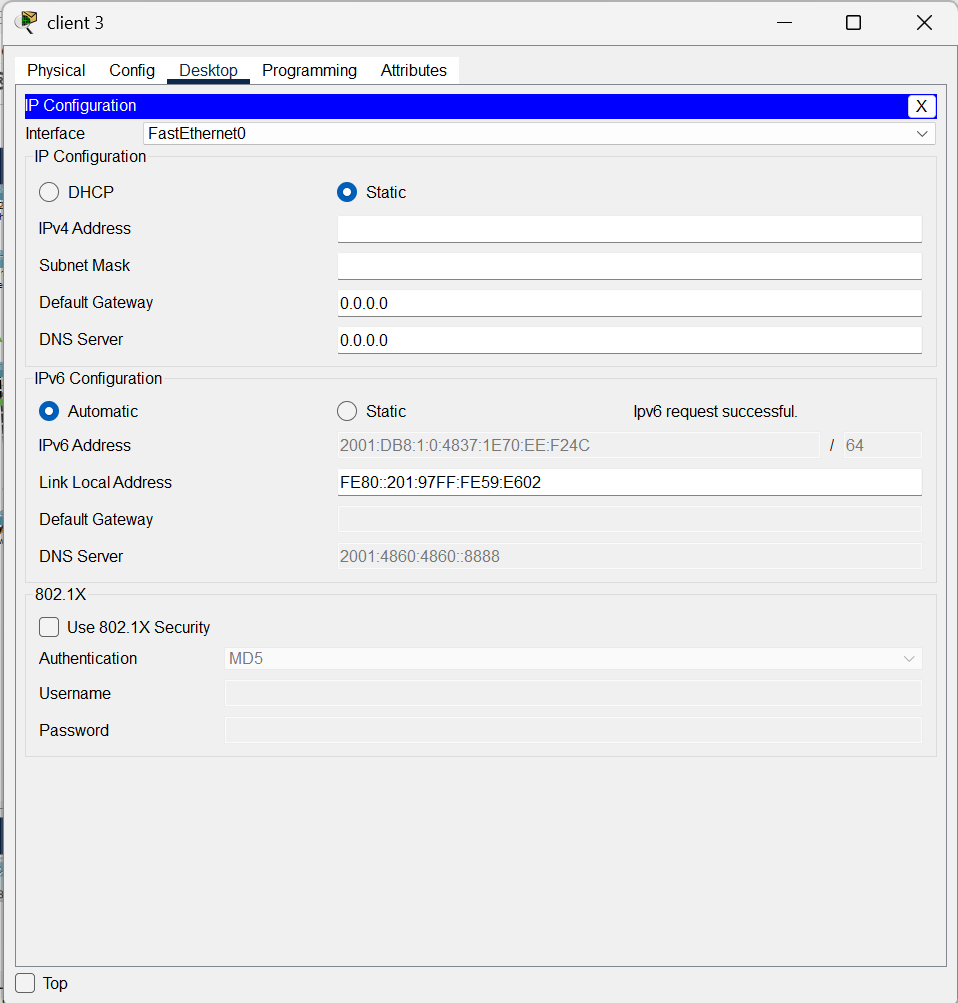 client 3
Physical Config Desktop Programming Attributes
IP Configuration X
Interface FastEthernet0
IP Configuration
DHCP Static
IPv4 Address
Subnet Mask
Default Gateway 0.0.0.0
DNS Server 0.0.0.0
IPv6 Configuration
Automatic Static Ipv6 request successful.
IPv6 Address 2001:DB8:1:0:4837:1E70:EE:F24C / 64
Link Local Address FE80::201:97FF:FE59:E602
Default Gateway
DNS Server 2001:4860:4860::8888
802.1X
Use 802.1X Security
Authentication MD5
Username
Password
Top